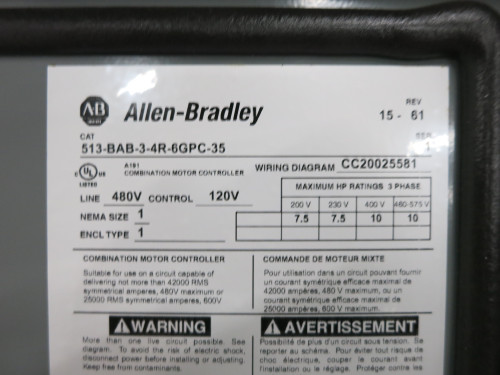 AB Allen-Bradley
REV
15 - 61
CAT
SER
513-BAB-3-4R-6GPC-35
1
UL LISTED
A191
COMBINATION MOTOR CONTROLLER
WIRING DIAGRAM CC20025581
LINE 480V CONTROL 120V
NEMA SIZE 1
ENCL TYPE 1
MAXIMUM HP RATINGS 3 PHASE
200 V 230 V 400 V 460-575 V
7.5 7.5 10 10
COMBINATION MOTOR CONTROLLER
Suitable for use on a circuit capable of
delivering not more than 42000 RMS
symmetrical amperes, 480V maximum or
25000 RMS symmetrical amperes, 600V
COMMANDE DE MOTEUR MIXTE
Pour utilisation dans un circuit pouvant fournir
un courant symétrique efficace maximal de
42000 ampères, 480 V maximale, ou un
courant symétrique efficace maximal de
25000 ampères, 600 V maximale.
WARNING
More than one live circuit possible. See
diagram. To avoid the risk of electric shock,
disconnect power before installing or adjusting.
Keep free from contaminants.
AVERTISSEMENT
Possibilité de plus d'un circuit sous tension. Se
reporter au schéma. Pour éviter tout risque de
choc électrique, couper le courant avant
l'installation ou le réglage. Protéger contre les